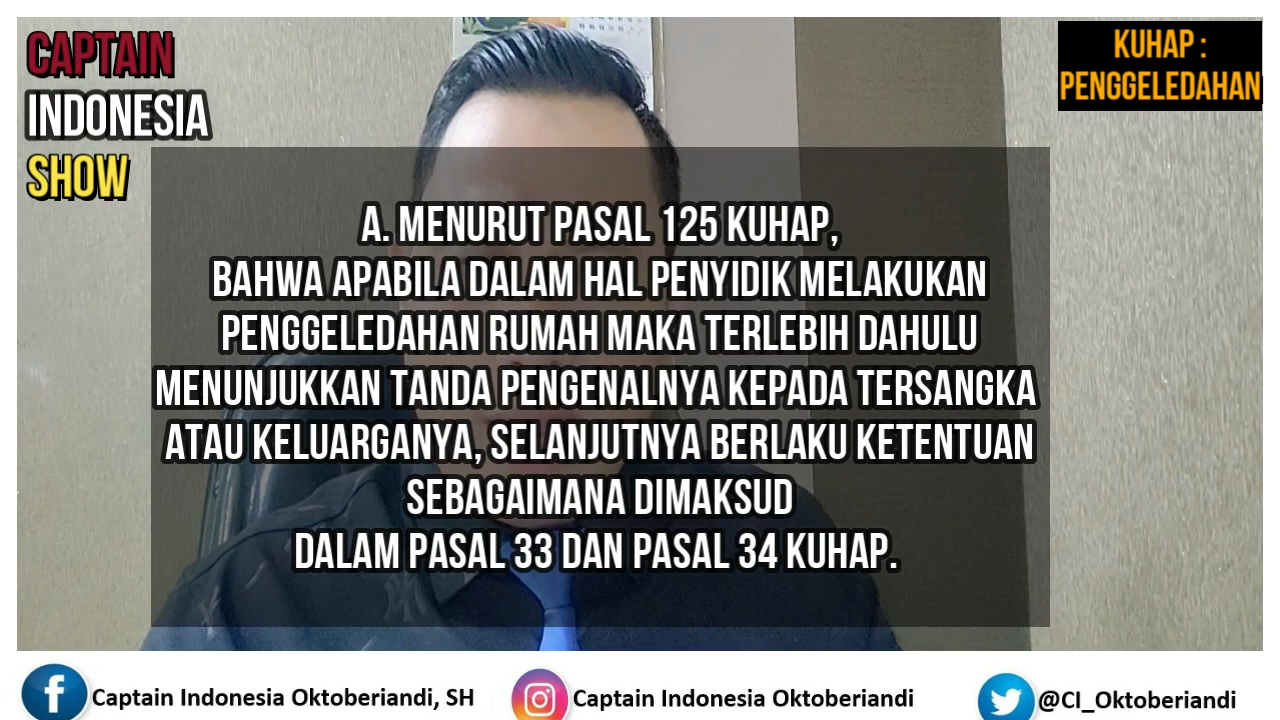 CAPTAIN
INDONESIA
SHOW
KUHAP :
PENGGELEDAHAN
A. MENURUT PASAL 125 KUHAP,
BAHWA APABILA DALAM HAL PENYIDIK MELAKUKAN
PENGGELEDAHAN RUMAH MAKA TERLEBIH DAHULU
MENUNJUKKAN TANDA PENGENALNYA KEPADA TERSANGKA
ATAU KELUARGANYA, SELANJUTNYA BERLAKU KETENTUAN
SEBAGAIMANA DIMAKSUD
DALAM PASAL 33 DAN PASAL 34 KUHAP.
Captain Indonesia Oktoberiandi, SH
Captain Indonesia Oktoberiandi
@CI_Oktoberiandi